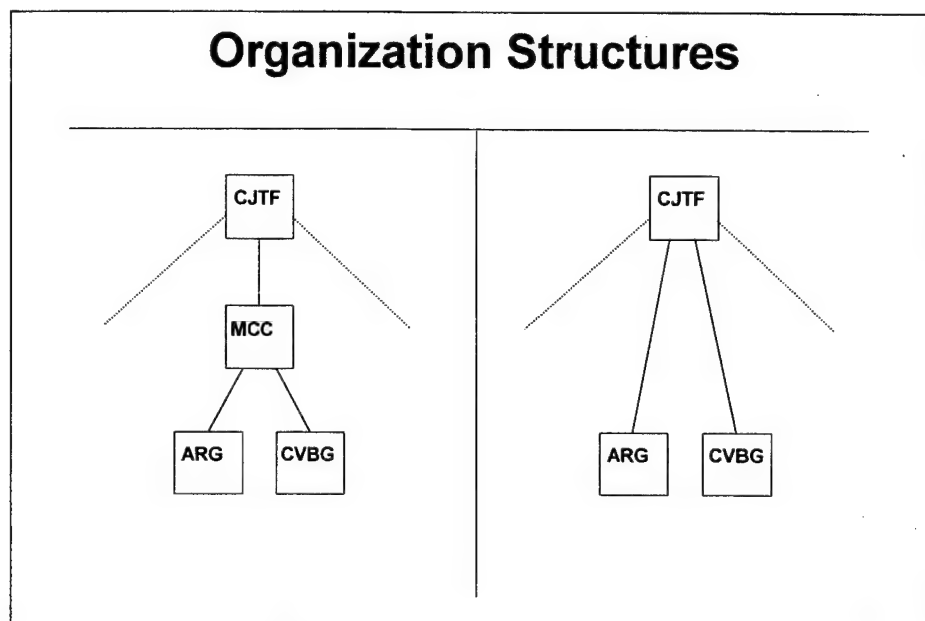 Organization Structures
CJTF
MCC
ARG CVBG
CJTF
ARG CVBG